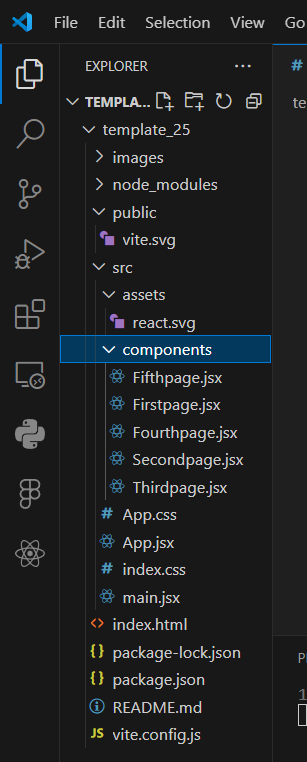 File Edit Selection View Go
EXPLORER ...
TEMPLA...
te
template_25
images
node_modules
public
vite.svg
src
assets
react.svg
components
Fifthpage.jsx
Firstpage.jsx
Fourthpage.jsx
Secondpage.jsx
Thirdpage.jsx
# App.css
App.jsx
# index.css
main.jsx
<> index.html
{} package-lock.json
{} package.json
README.md
JS vite.config.js